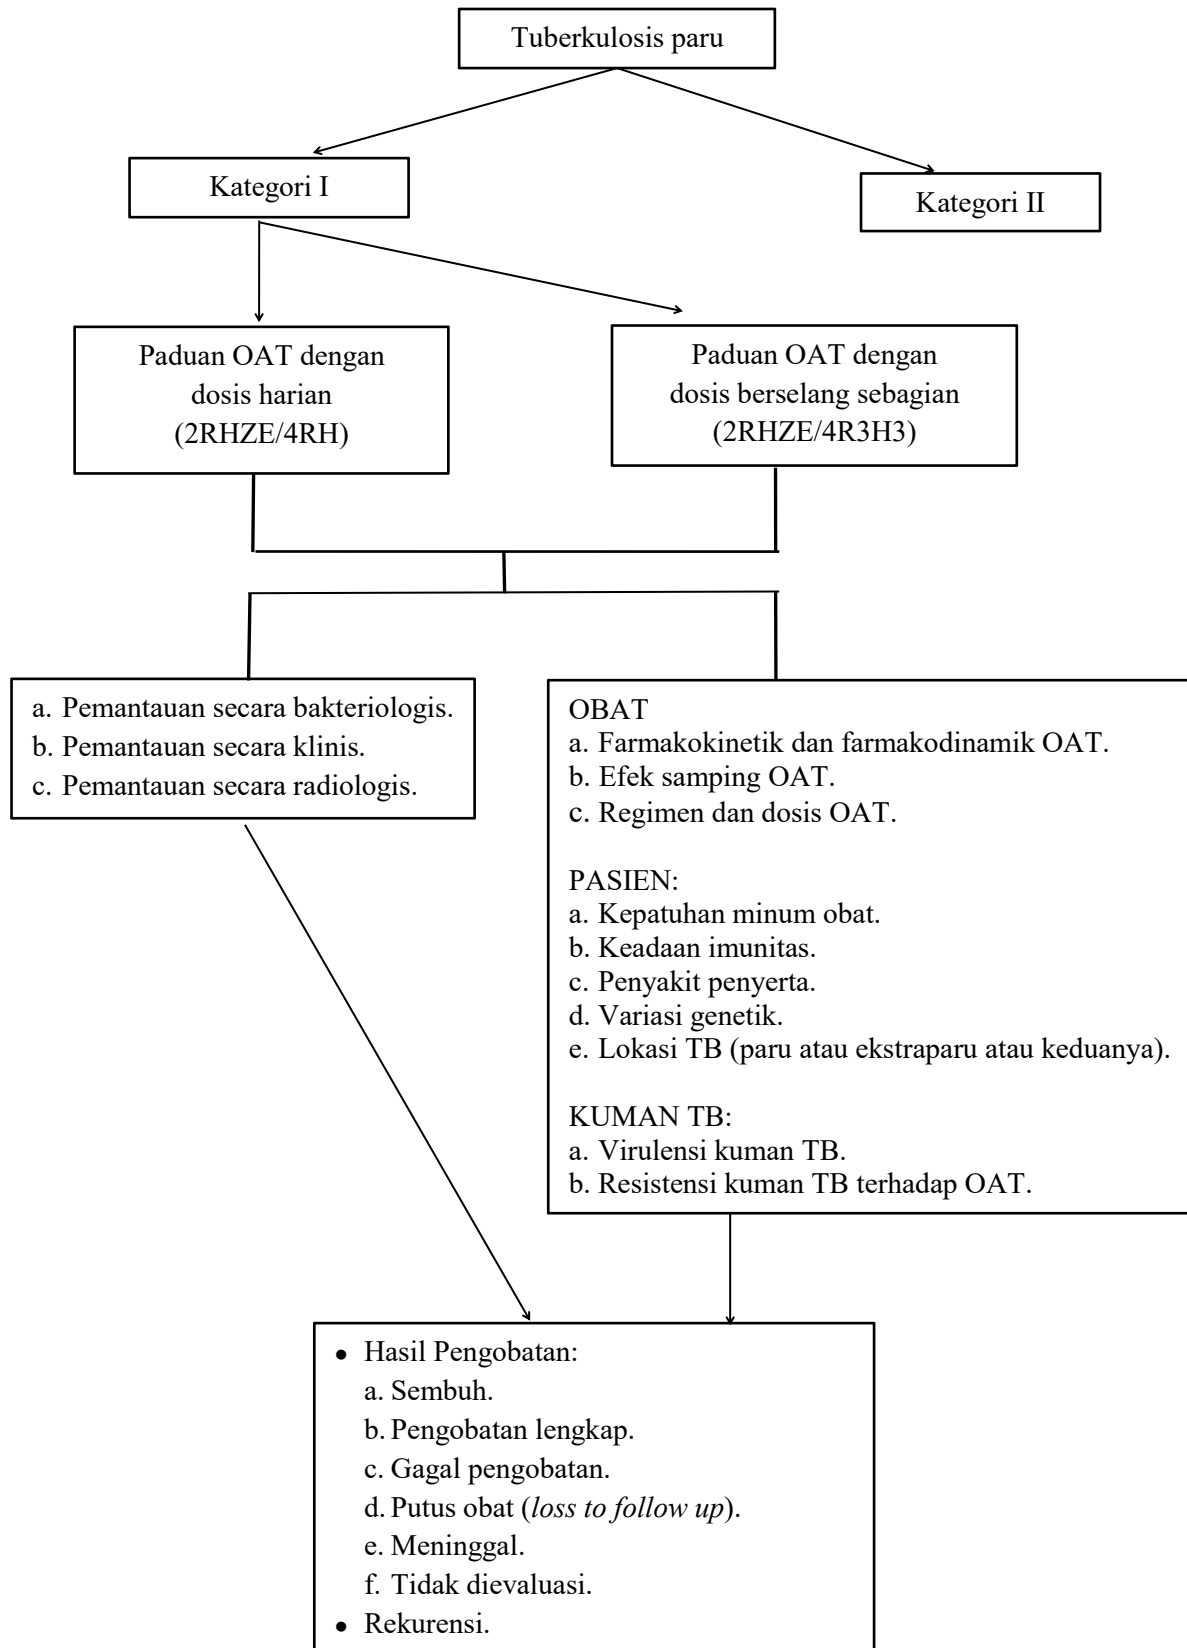 Tuberkulosis paru
Kategori I
Kategori II
Paduan OAT dengan
dosis harian
(2RHZE/4RH)
Paduan OAT dengan
dosis berselang sebagian
(2RHZE/4R3H3)
a. Pemantauan secara bakteriologis.
b. Pemantauan secara klinis.
c. Pemantauan secara radiologis.
OBAT
a. Farmakokinetik dan farmakodinamik OAT.
b. Efek samping OAT.
c. Regimen dan dosis OAT.
PASIEN:
a. Kepatuhan minum obat.
b. Keadaan imunitas.
c. Penyakit penyerta.
d. Variasi genetik.
e. Lokasi TB (paru atau ekstraparu atau keduanya).
KUMAN TB:
a. Virulensi kuman TB.
b. Resistensi kuman TB terhadap OAT.
• Hasil Pengobatan:
a. Sembuh.
b. Pengobatan lengkap.
c. Gagal pengobatan.
d. Putus obat (loss to follow up).
e. Meninggal.
f. Tidak dievaluasi.
• Rekurensi.